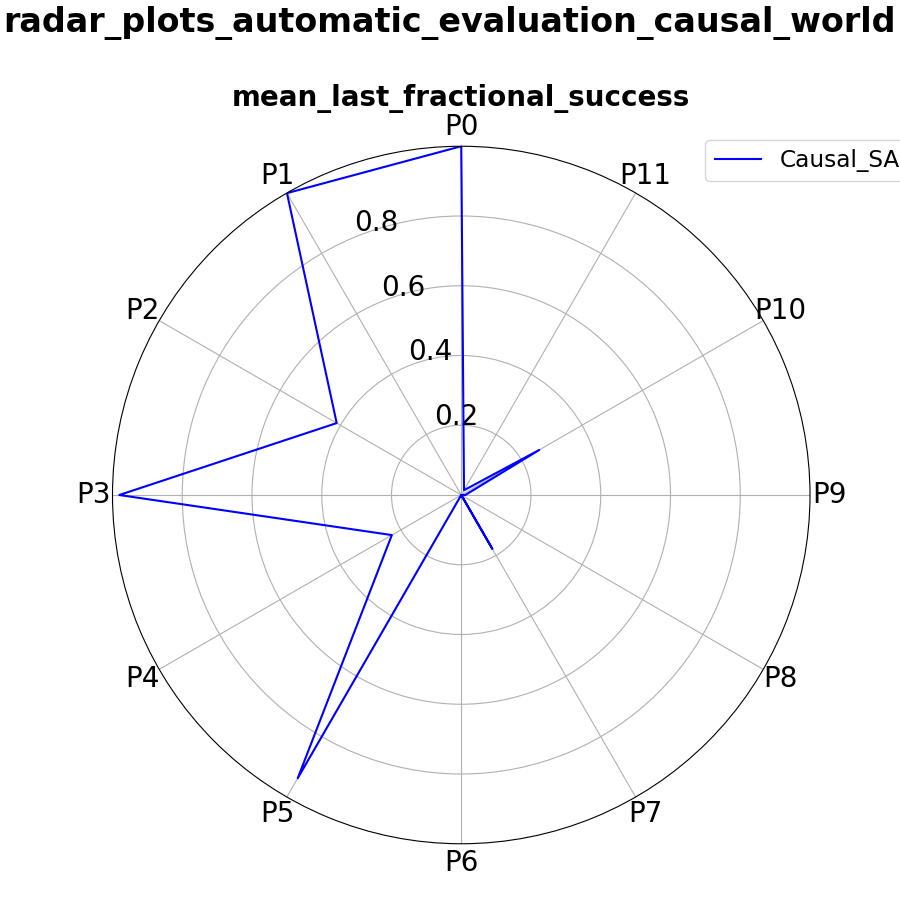 radar_plots_automatic_evaluation_causal_world
mean_last_fractional_success
P0
P1
P11
Causal_SA
0.8
P2
0.6
P10
0.4
0.2
P3
P9
P4
P8
P5
P7
P6